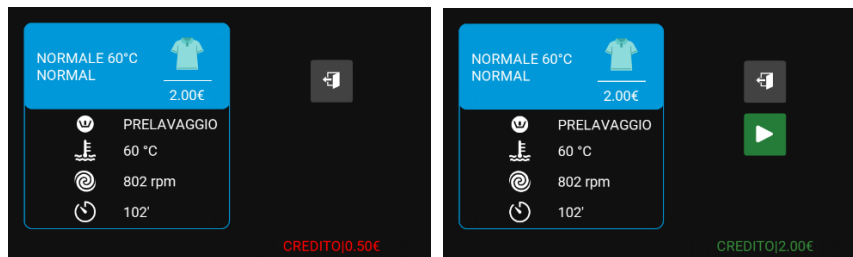 NORMALE 60°C
NORMAL
2.00€
PRELAVAGGIO
60 °C
802 rpm
102'
CREDITO|0.50€
NORMALE 60°C
NORMAL
2.00€
PRELAVAGGIO
60 °C
802 rpm
102'
CREDITO|2.00€